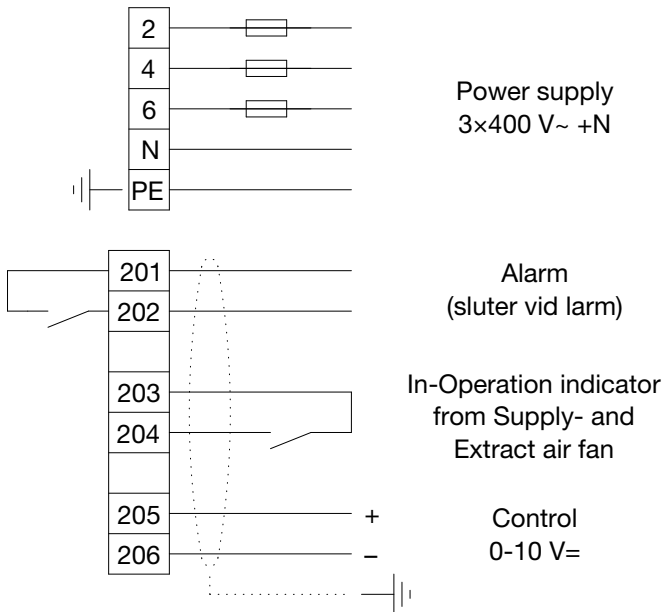 2
4
6
N
PE
Power supply
3×400 V~ +N
201
202
203
204
205
206
Alarm
(sluter vid larm)
In-Operation indicator
from Supply- and
Extract air fan
+
−
Control
0-10 V=